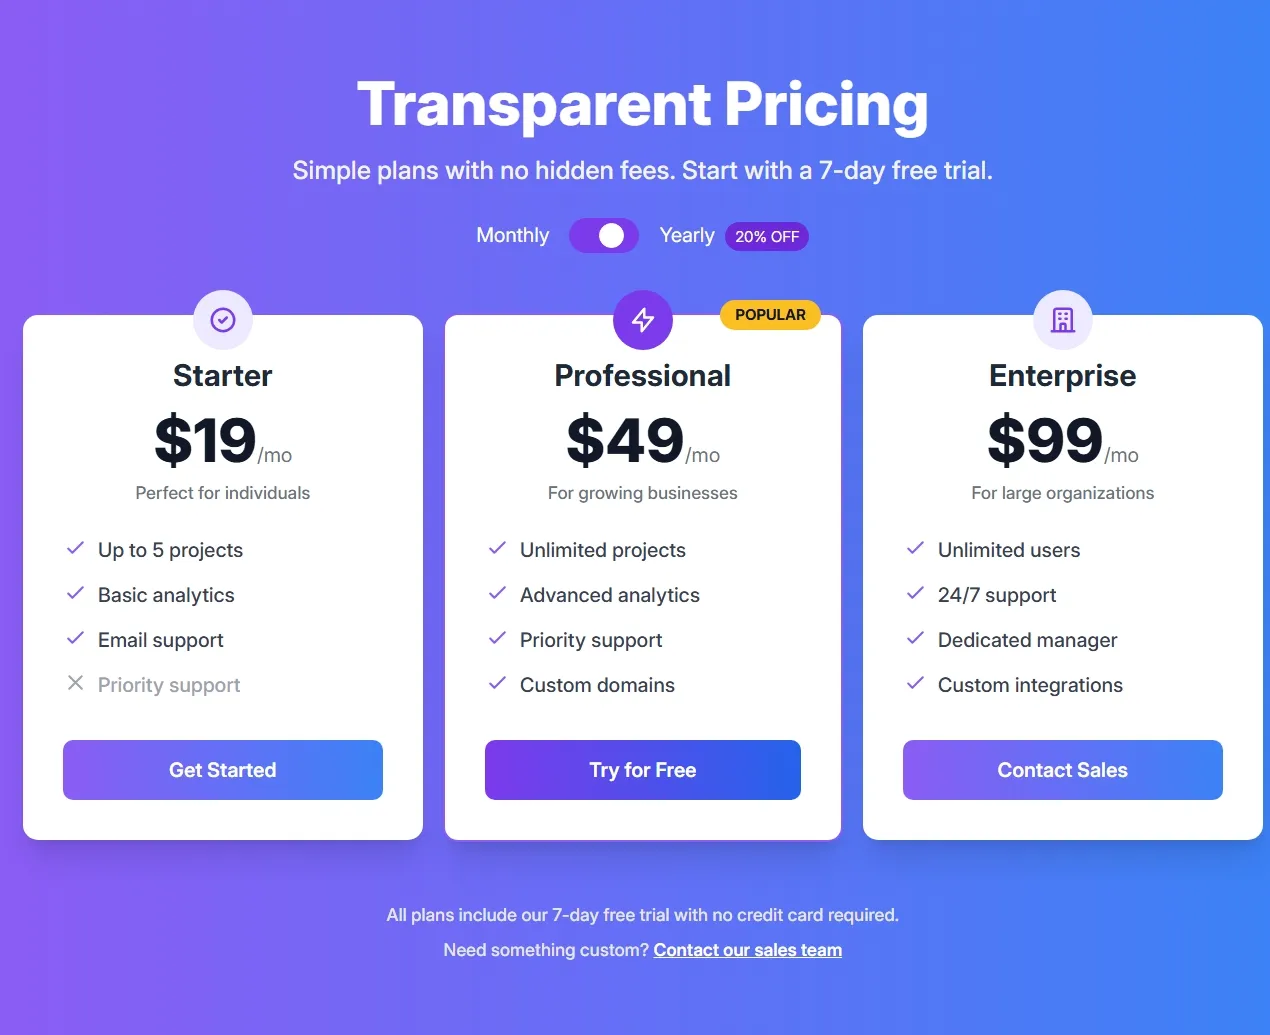 Transparent Pricing
Simple plans with no hidden fees. Start with a 7-day free trial.
Monthly Yearly 20% OFF
Starter
$19/mo
Perfect for individuals
Up to 5 projects
Basic analytics
Email support
Priority support
Get Started
POPULAR
Professional
$49/mo
For growing businesses
Unlimited projects
Advanced analytics
Priority support
Custom domains
Try for Free
Enterprise
$99/mo
For large organizations
Unlimited users
24/7 support
Dedicated manager
Custom integrations
Contact Sales
All plans include our 7-day free trial with no credit card required.
Need something custom? Contact our sales team